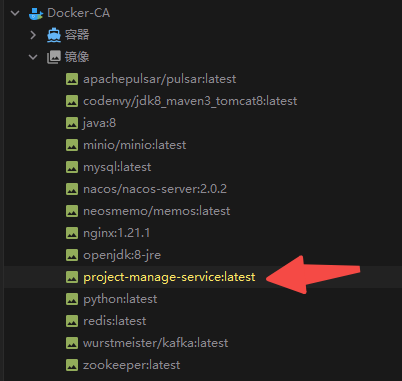 Docker-CA
容器
镜像
apachepulsar/pulsar:latest
codenvy/jdk8_maven3_tomcat8:latest
java:8
minio/minio:latest
mysql:latest
nacos/nacos-server:2.0.2
neosmemo/memos:latest
nginx:1.21.1
openjdk:8-jre
project-manage-service:latest
python:latest
redis:latest
wurstmeister/kafka:latest
zookeeper:latest